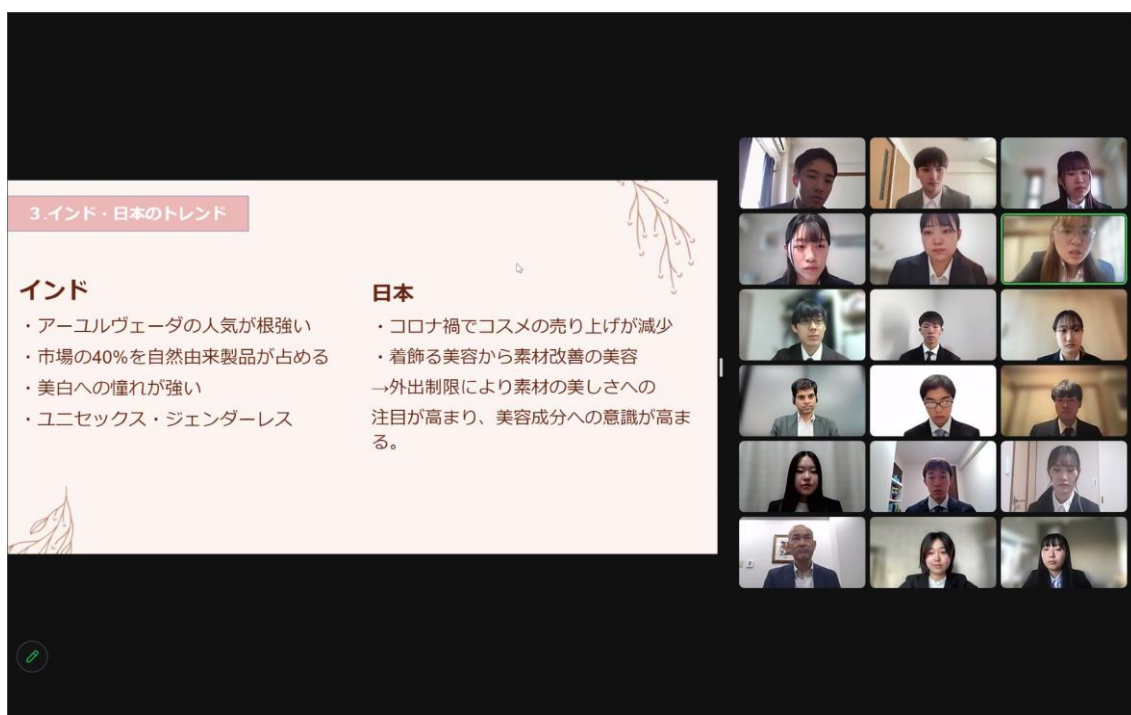 3.インド・日本のトレンド
インド
・アーユルヴェーダの人気が根強い
・市場の40%を自然由来製品が占める
・美白への憧れが強い
・ユニセックス・ジェンダーレス
日本
・コロナ禍でコスメの売り上げが減少
・着飾る美容から素材改善の美容
→外出制限により素材の美しさへの
注目が高まり、美容成分への意識が高ま
る。